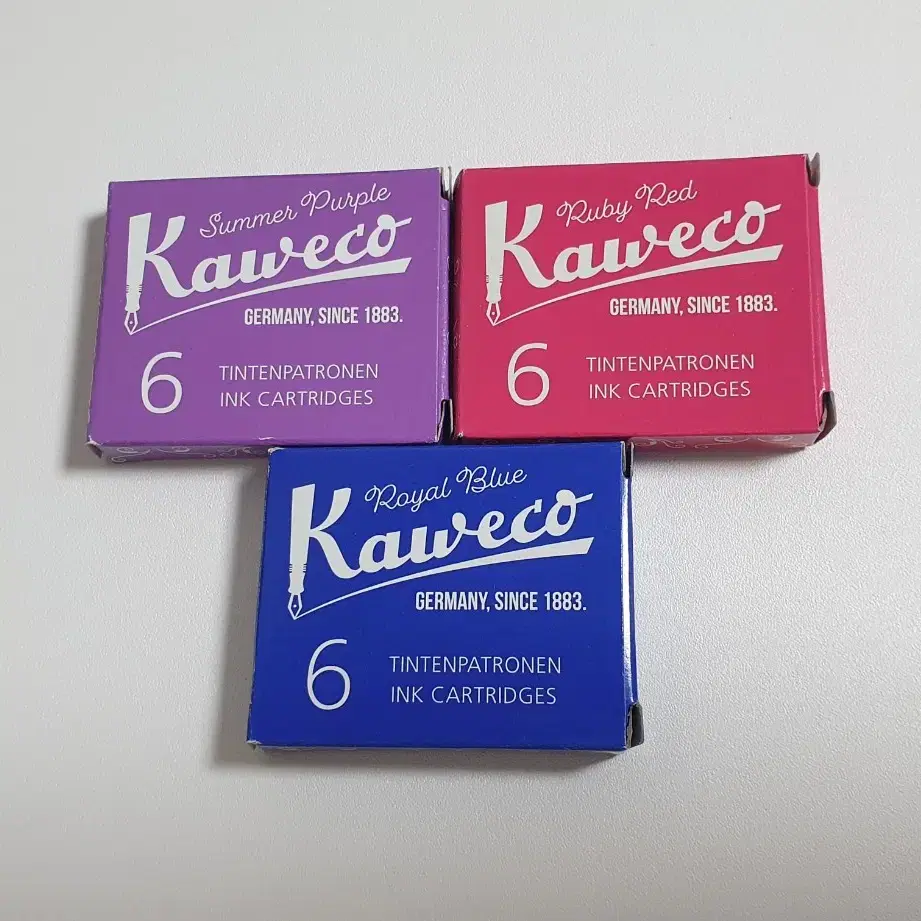 Summer Purple
Kaweco
GERMANY, SINCE 1883.
6
TINTENPATRONEN
INK CARTRIDGES
Ruby Red
Kaweco
GERMANY, SINCE 1883.
6
TINTENPATRONEN
INK CARTRIDGES
Royal Blue
Kaweco
GERMANY, SINCE 1883.
6
TINTENPATRONEN
INK CARTRIDGES